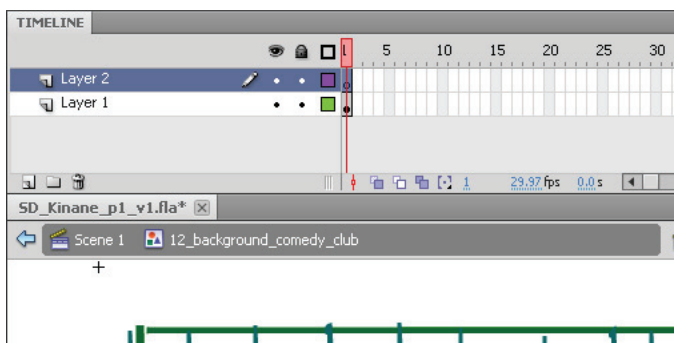 TIMELINE
1 5 10 15 20 25 30
Layer 2
Layer 1
1 29.97 fps 0.0 s
SD_Kinane_p1_v1.fla*
Scene 1 12_background_comedy_club